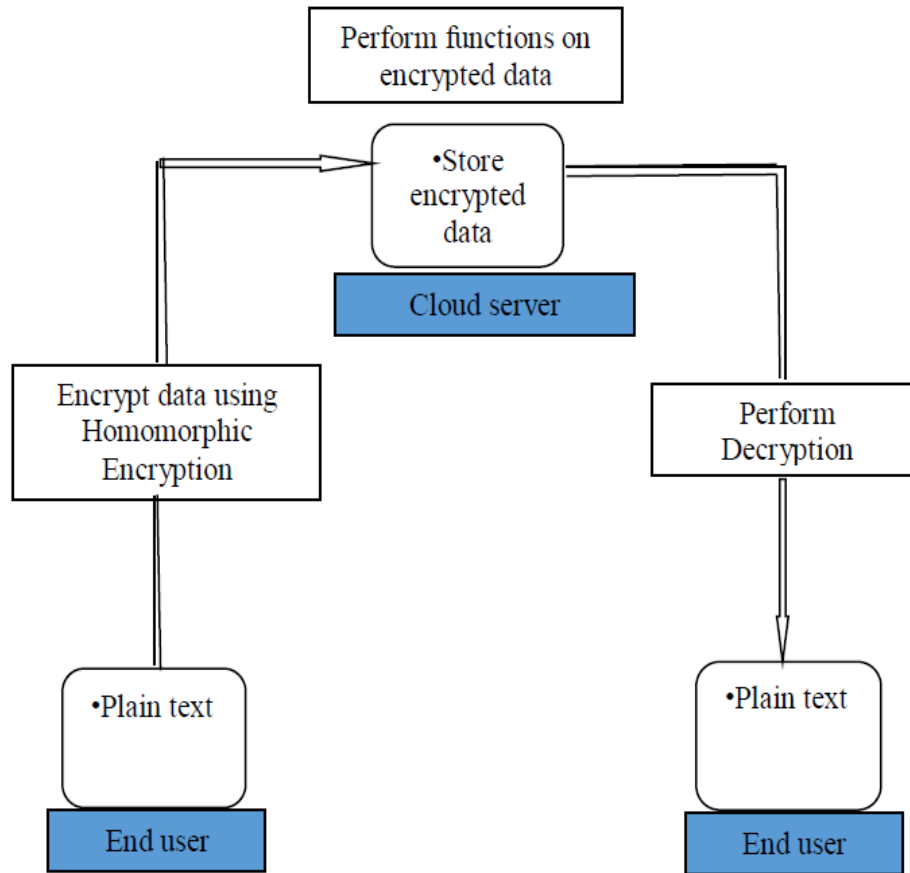 Perform functions on
encrypted data
•Store
encrypted
data
Cloud server
Encrypt data using
Homomorphic
Encryption
Perform
Decryption
•Plain text
End user
•Plain text
End user